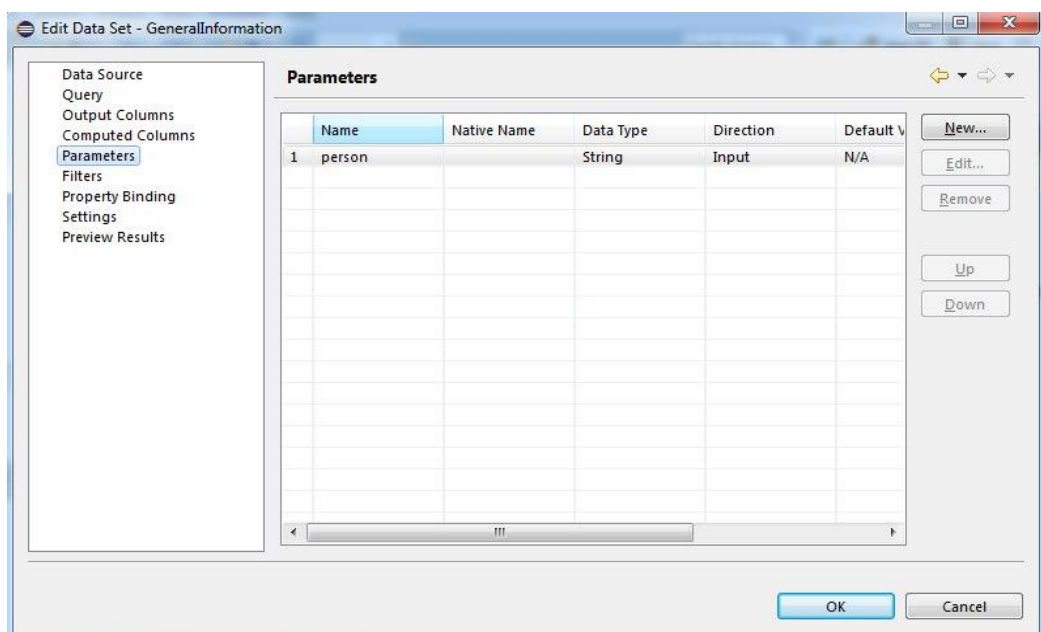 Edit Data Set - GeneralInformation
Data Source
Query
Output Columns
Computed Columns
Parameters
Filters
Property Binding
Settings
Preview Results
Parameters
Name Native Name Data Type Direction Default V
1 person String Input N/A
New...
Edit...
Remove
Up
Down
OK Cancel